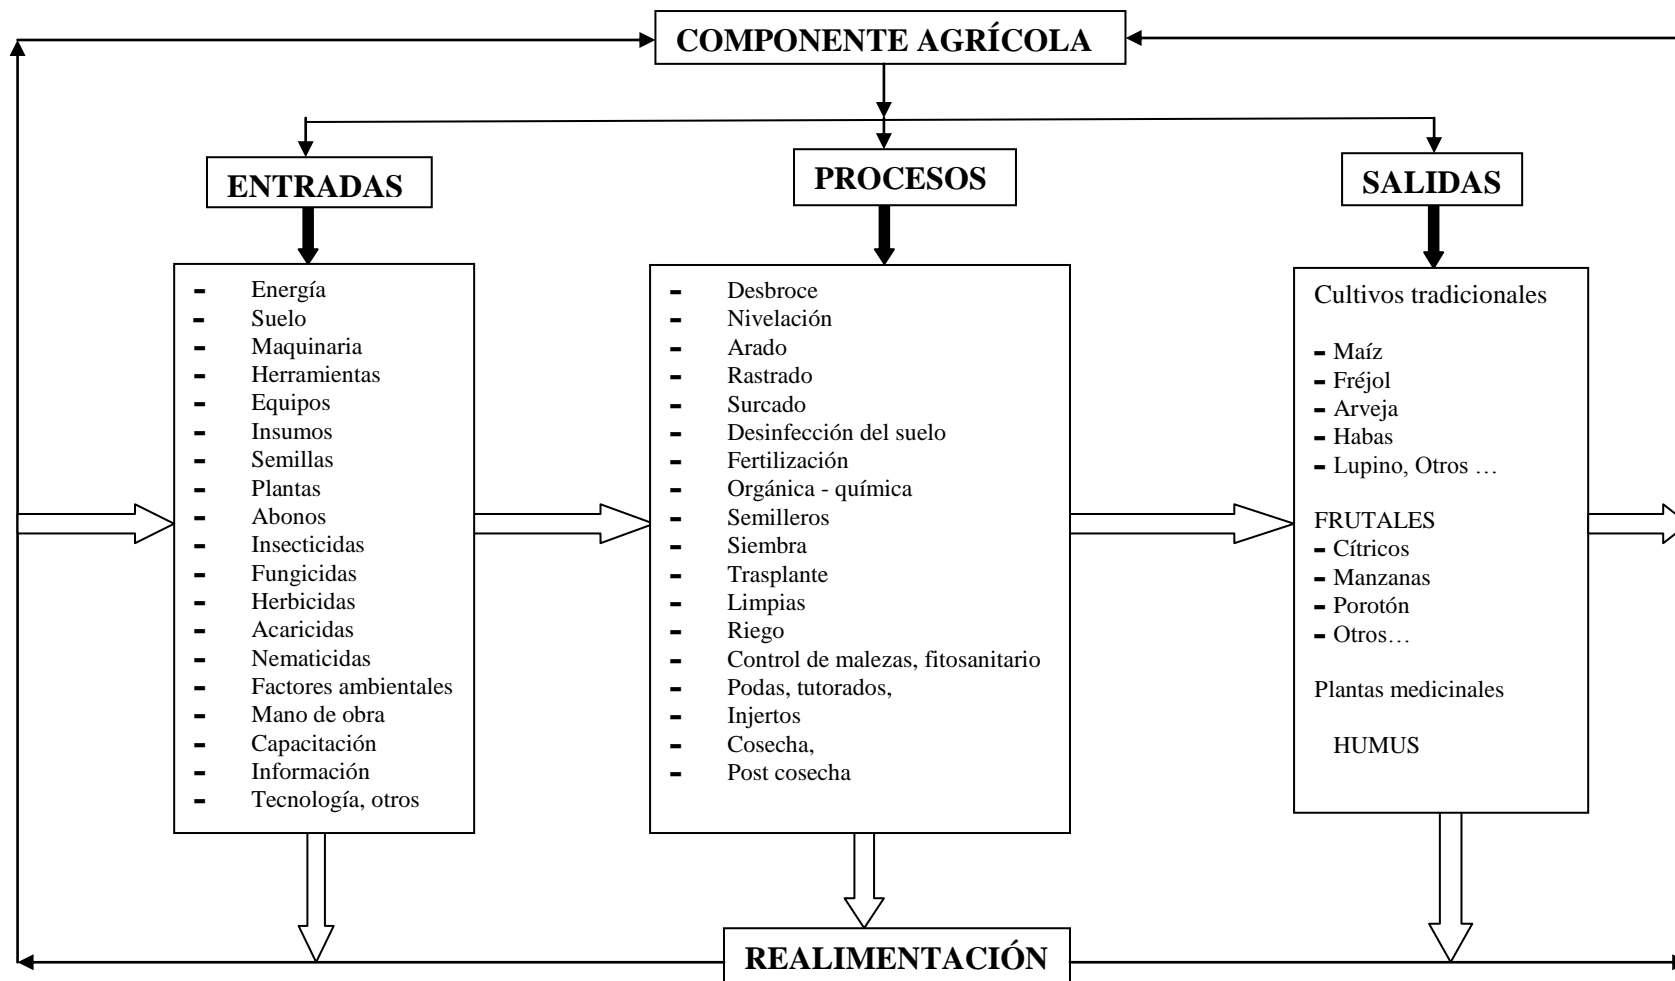 COMPONENTE AGRÍCOLA
ENTRADAS
PROCESOS
SALIDAS
- Energía
- Suelo
- Maquinaria
- Herramientas
- Equipos
- Insumos
- Semillas
- Plantas
- Abonos
- Insecticidas
- Fungicidas
- Herbicidas
- Acaricidas
- Nematicidas
- Factores ambientales
- Mano de obra
- Capacitación
- Información
- Tecnología, otros
- Desbroce
- Nivelación
- Arado
- Rastrado
- Surcado
- Desinfección del suelo
- Fertilización
- Orgánica - química
- Semilleros
- Siembra
- Trasplante
- Limpias
- Riego
- Control de malezas, fitosanitario
- Podas, tutorados,
- Injertos
- Cosecha,
- Post cosecha
Cultivos tradicionales
- Maíz
- Fréjol
- Arveja
- Habas
- Lupino, Otros …
FRUTALES
- Cítricos
- Manzanas
- Porotón
- Otros…
Plantas medicinales
HUMUS
REALIMENTACIÓN